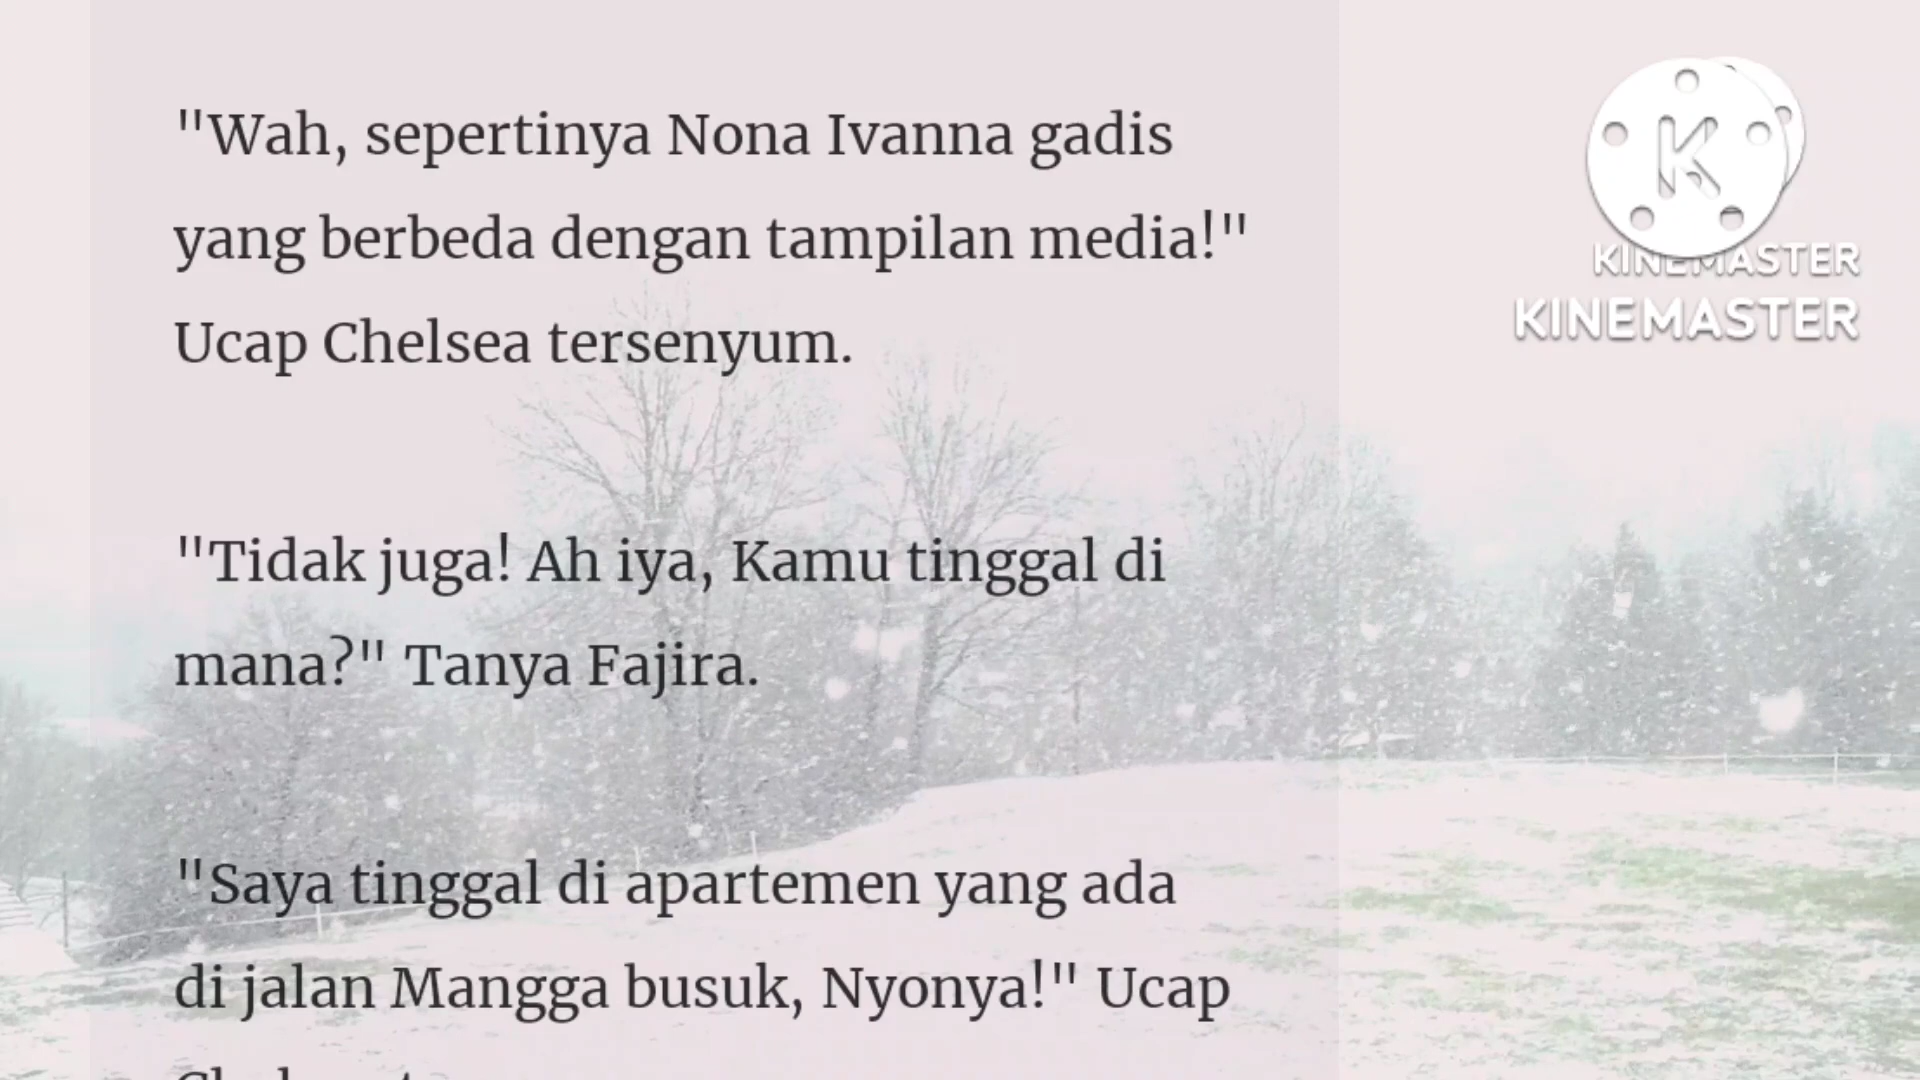 "Wah, sepertinya Nona Ivanna gadis
yang berbeda dengan tampilan media!"
Ucap Chelsea tersenyum.
"Tidak juga! Ah iya, Kamu tinggal di
mana?" Tanya Fajira.
"Saya tinggal di apartemen yang ada
di jalan Mangga busuk, Nyonya!" Ucap
KINEMASTER
KINEMASTER